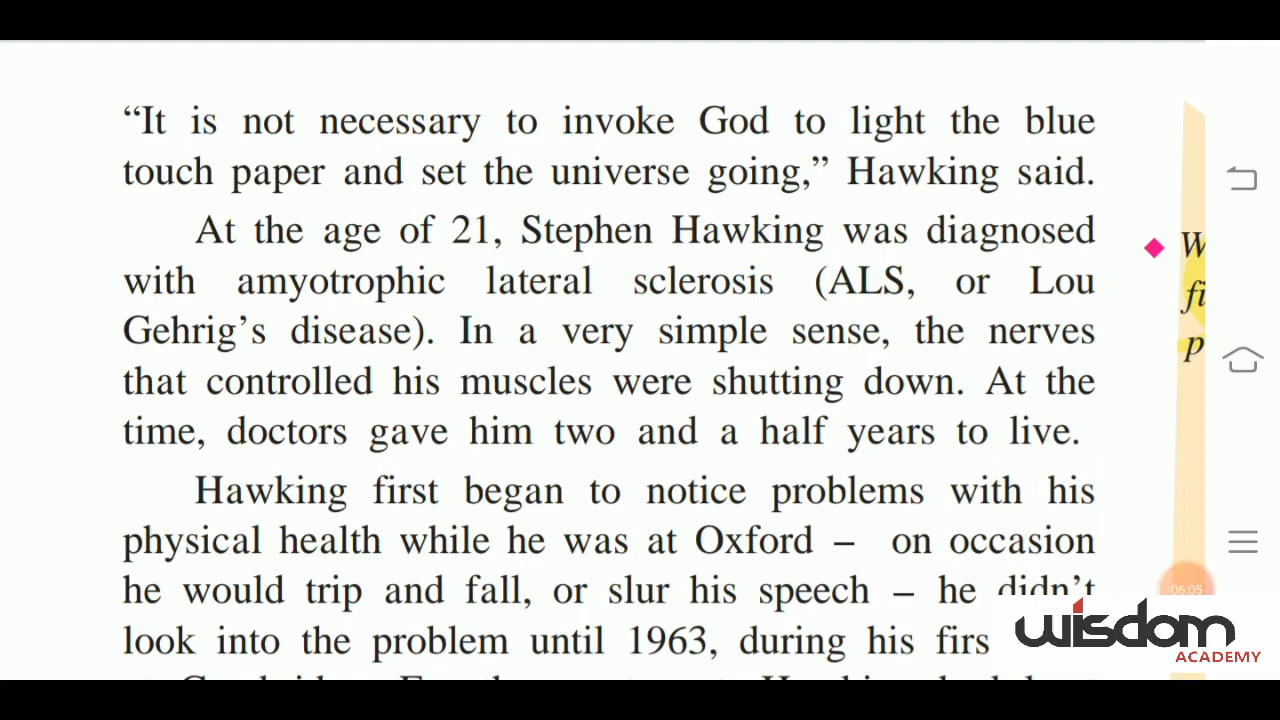 “It is not necessary to invoke God to light the blue
touch paper and set the universe going,” Hawking said.
At the age of 21, Stephen Hawking was diagnosed
with amyotrophic lateral sclerosis (ALS, or Lou
Gehrig’s disease). In a very simple sense, the nerves
that controlled his muscles were shutting down. At the
time, doctors gave him two and a half years to live.
Hawking first began to notice problems with his
physical health while he was at Oxford – on occasion
he would trip and fall, or slur his speech – he didn’t
look into the problem until 1963, during his firs
W
fi
p
06:05
wisdom
ACADEMY